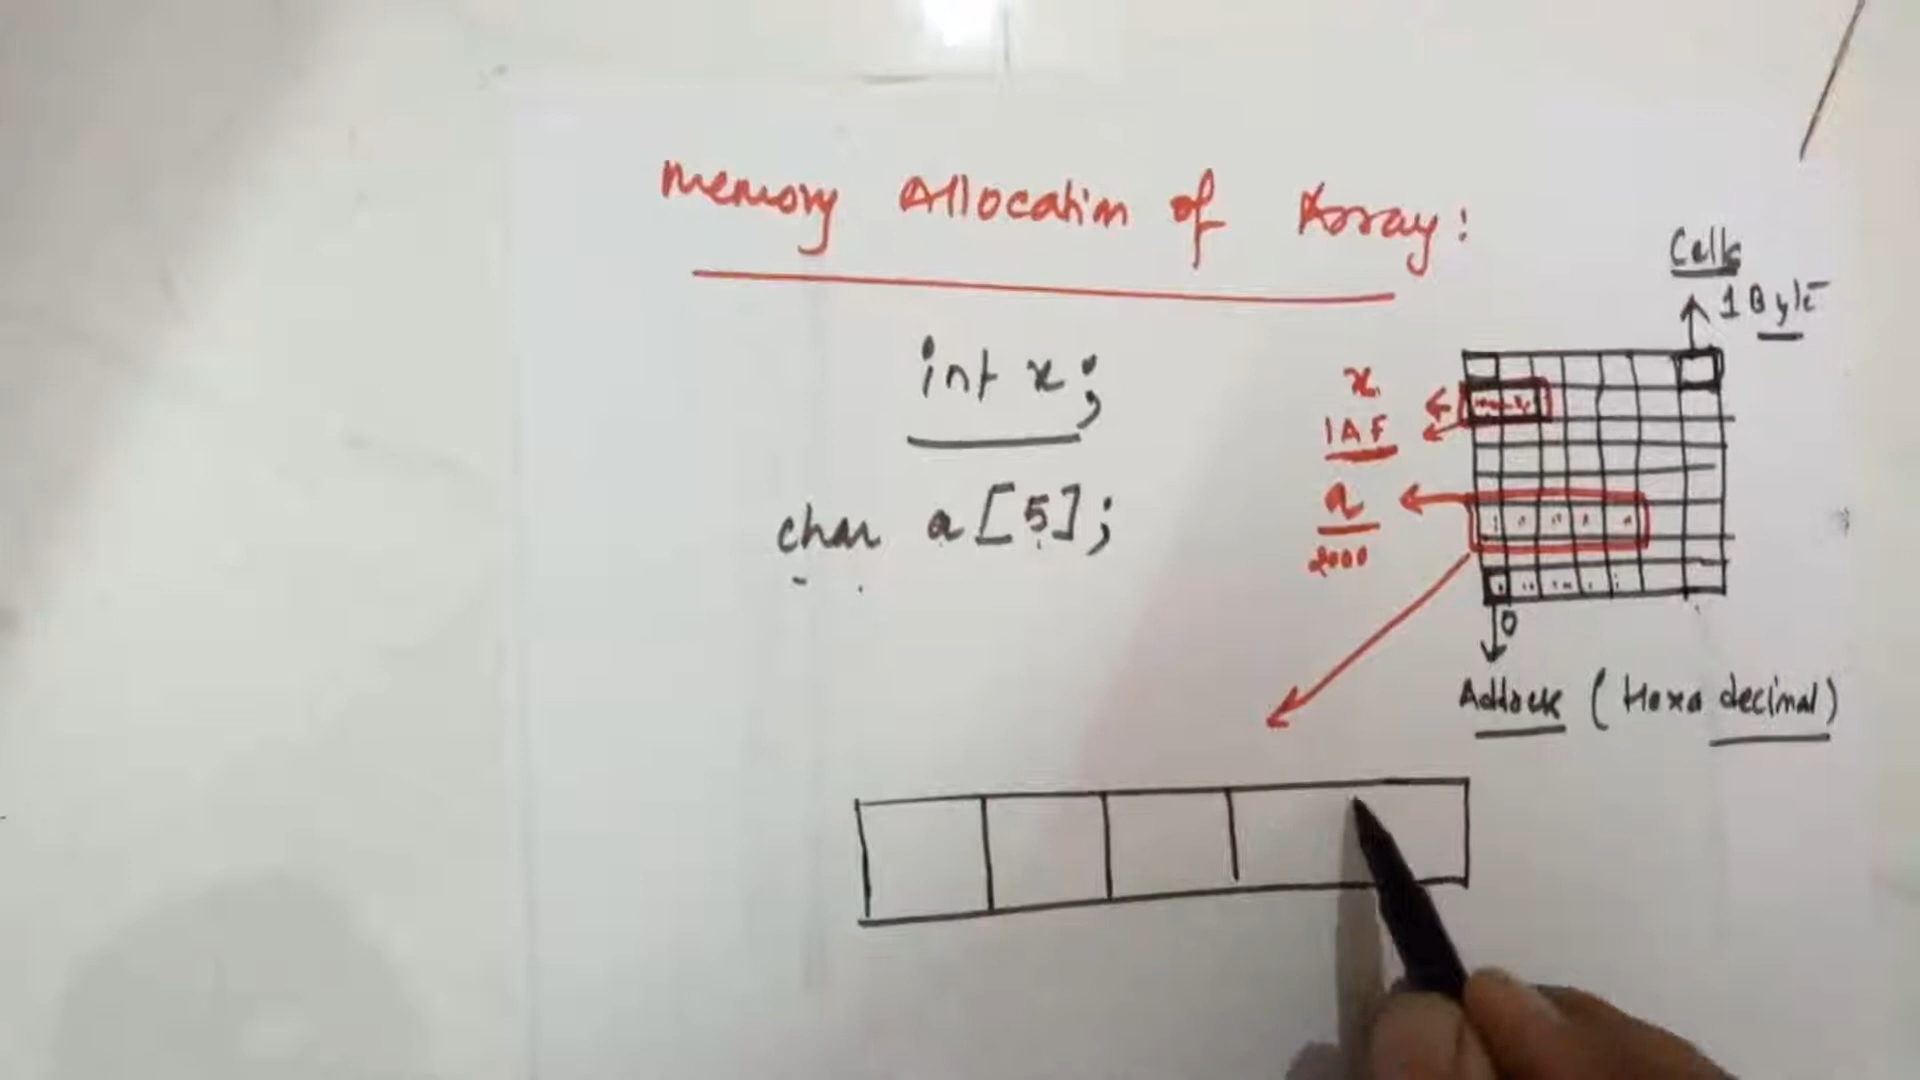 Memory Allocation of Array:
Cells
1 Byte
int x;
x
1AF
char a[5];
a
2000
0
Address (Hexa decimal)